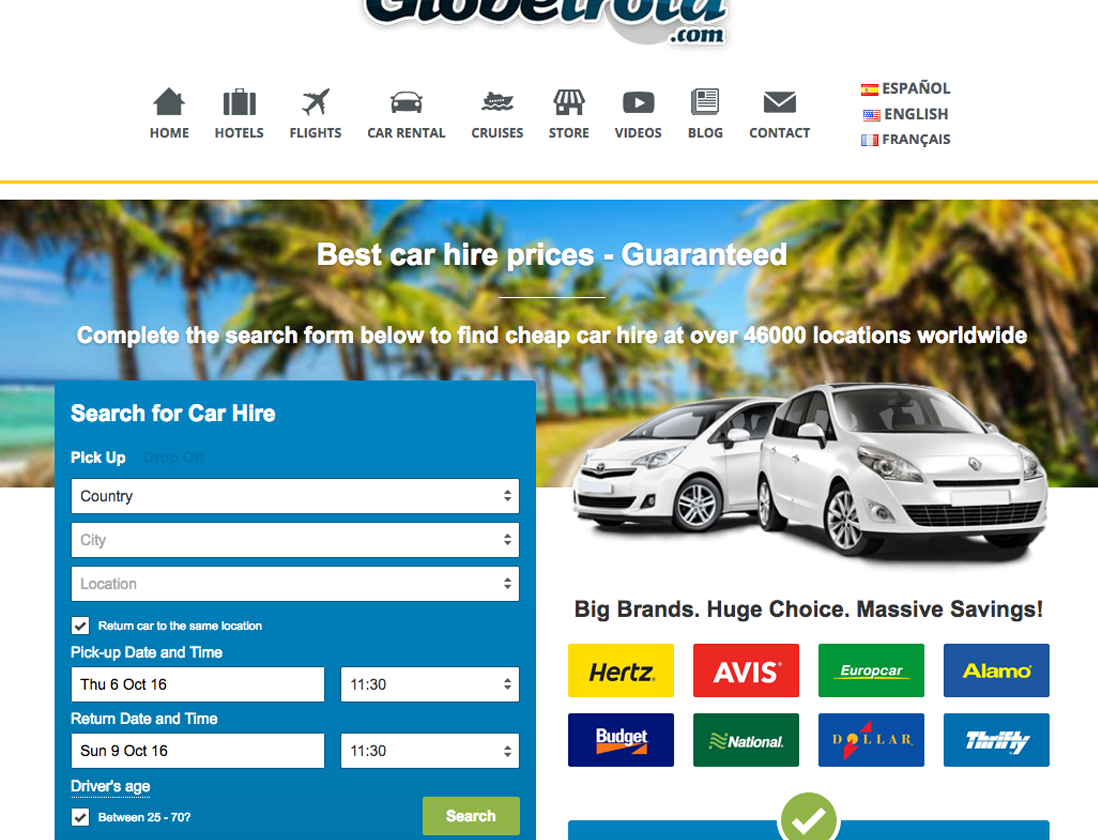 Globetrota
.com
HOME HOTELS FLIGHTS CAR RENTAL CRUISES STORE VIDEOS BLOG CONTACT
ESPAÑOL
ENGLISH
FRANÇAIS
Best car hire prices - Guaranteed
Complete the search form below to find cheap car hire at over 46000 locations worldwide
Search for Car Hire
Pick Up Drop Off
Country
City
Location
Return car to the same location
Pick-up Date and Time
Thu 6 Oct 16 11:30
Return Date and Time
Sun 9 Oct 16 11:30
Driver's age
Between 25 - 70?
Search
Big Brands. Huge Choice. Massive Savings!
Hertz. AVIS® Europcar Alamo®
Budget National. DOLLAR. Thrifty